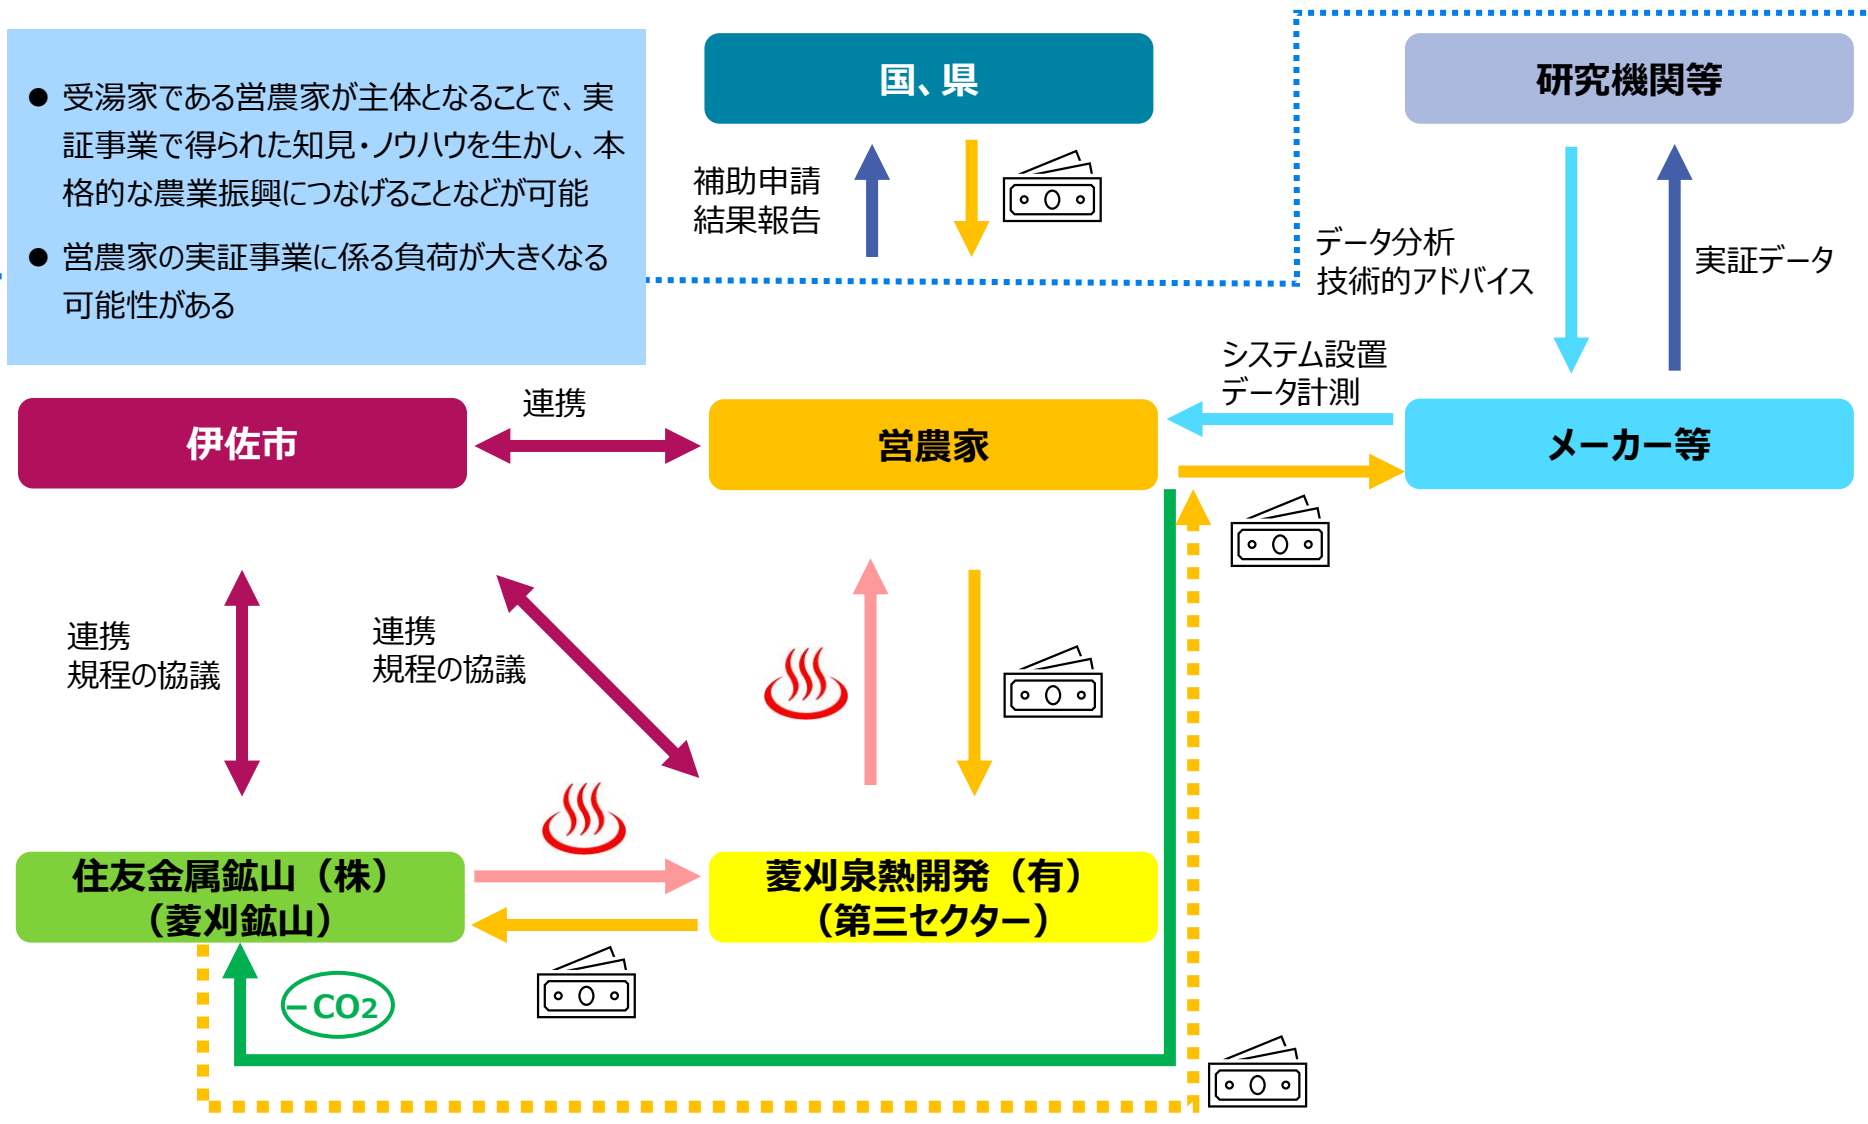 ● 受湯家である営農家が主体となることで、実
証事業で得られた知見・ノウハウを生かし、本
格的な農業振興につなげることなどが可能
● 営農家の実証事業に係る負荷が大きくなる
可能性がある
国、県
研究機関等
補助申請
結果報告
データ分析
技術的アドバイス
実証データ
システム設置
データ計測
連携
伊佐市
営農家
メーカー等
連携
規程の協議
連携
規程の協議
住友金属鉱山（株）
（菱刈鉱山）
菱刈泉熱開発（有）
（第三セクター）
−CO2